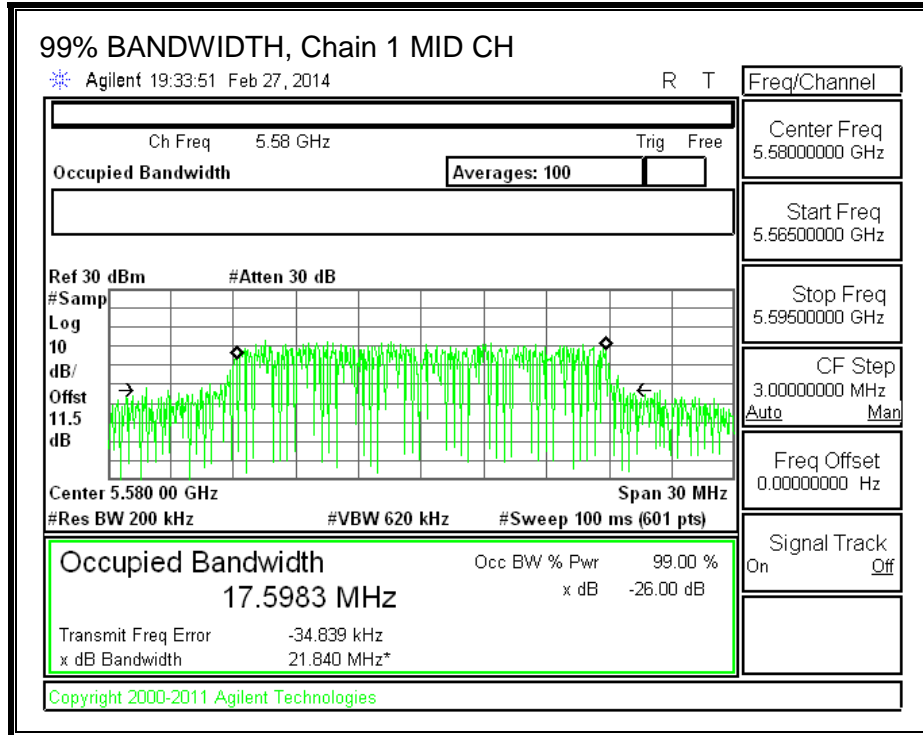 99% BANDWIDTH, Chain 1 MID CH
Agilent 19:33:51 Feb 27, 2014 R T
Freq/Channel
Ch Freq 5.58 GHz Trig Free
Occupied Bandwidth Averages: 100
Center Freq
5.58000000 GHz
Start Freq
5.56500000 GHz
Stop Freq
5.59500000 GHz
CF Step
3.00000000 MHz
Auto Man
Freq Offset
0.00000000 Hz
Signal Track
On Off
Ref 30 dBm #Atten 30 dB
#Samp
Log
10
dB/
Offst
11.5
dB
Center 5.580 00 GHz Span 30 MHz
#Res BW 200 kHz #VBW 620 kHz #Sweep 100 ms (601 pts)
Occupied Bandwidth Occ BW % Pwr 99.00 %
17.5983 MHz x dB -26.00 dB
Transmit Freq Error -34.839 kHz
x dB Bandwidth 21.840 MHz*
Copyright 2000-2011 Agilent Technologies